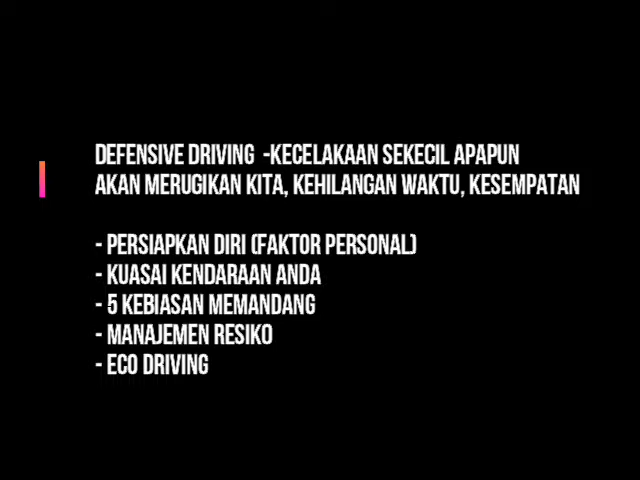 DEFENSIVE DRIVING -KECELAKAAN SEKECIL APAPUN
AKAN MERUGIKAN KITA, KEHILANGAN WAKTU, KESEMPATAN
- PERSIAPKAN DIRI (FAKTOR PERSONAL)
- KUASAI KENDARAAN ANDA
- 5 KEBIASAN MEMANDANG
- MANAJEMEN RESIKO
- ECO DRIVING